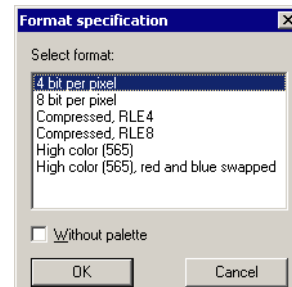 Format specification
Select format:
4 bit per pixel
8 bit per pixel
Compressed, RLE4
Compressed, RLE8
High color (565)
High color (565), red and blue swapped
Without palette
OK
Cancel